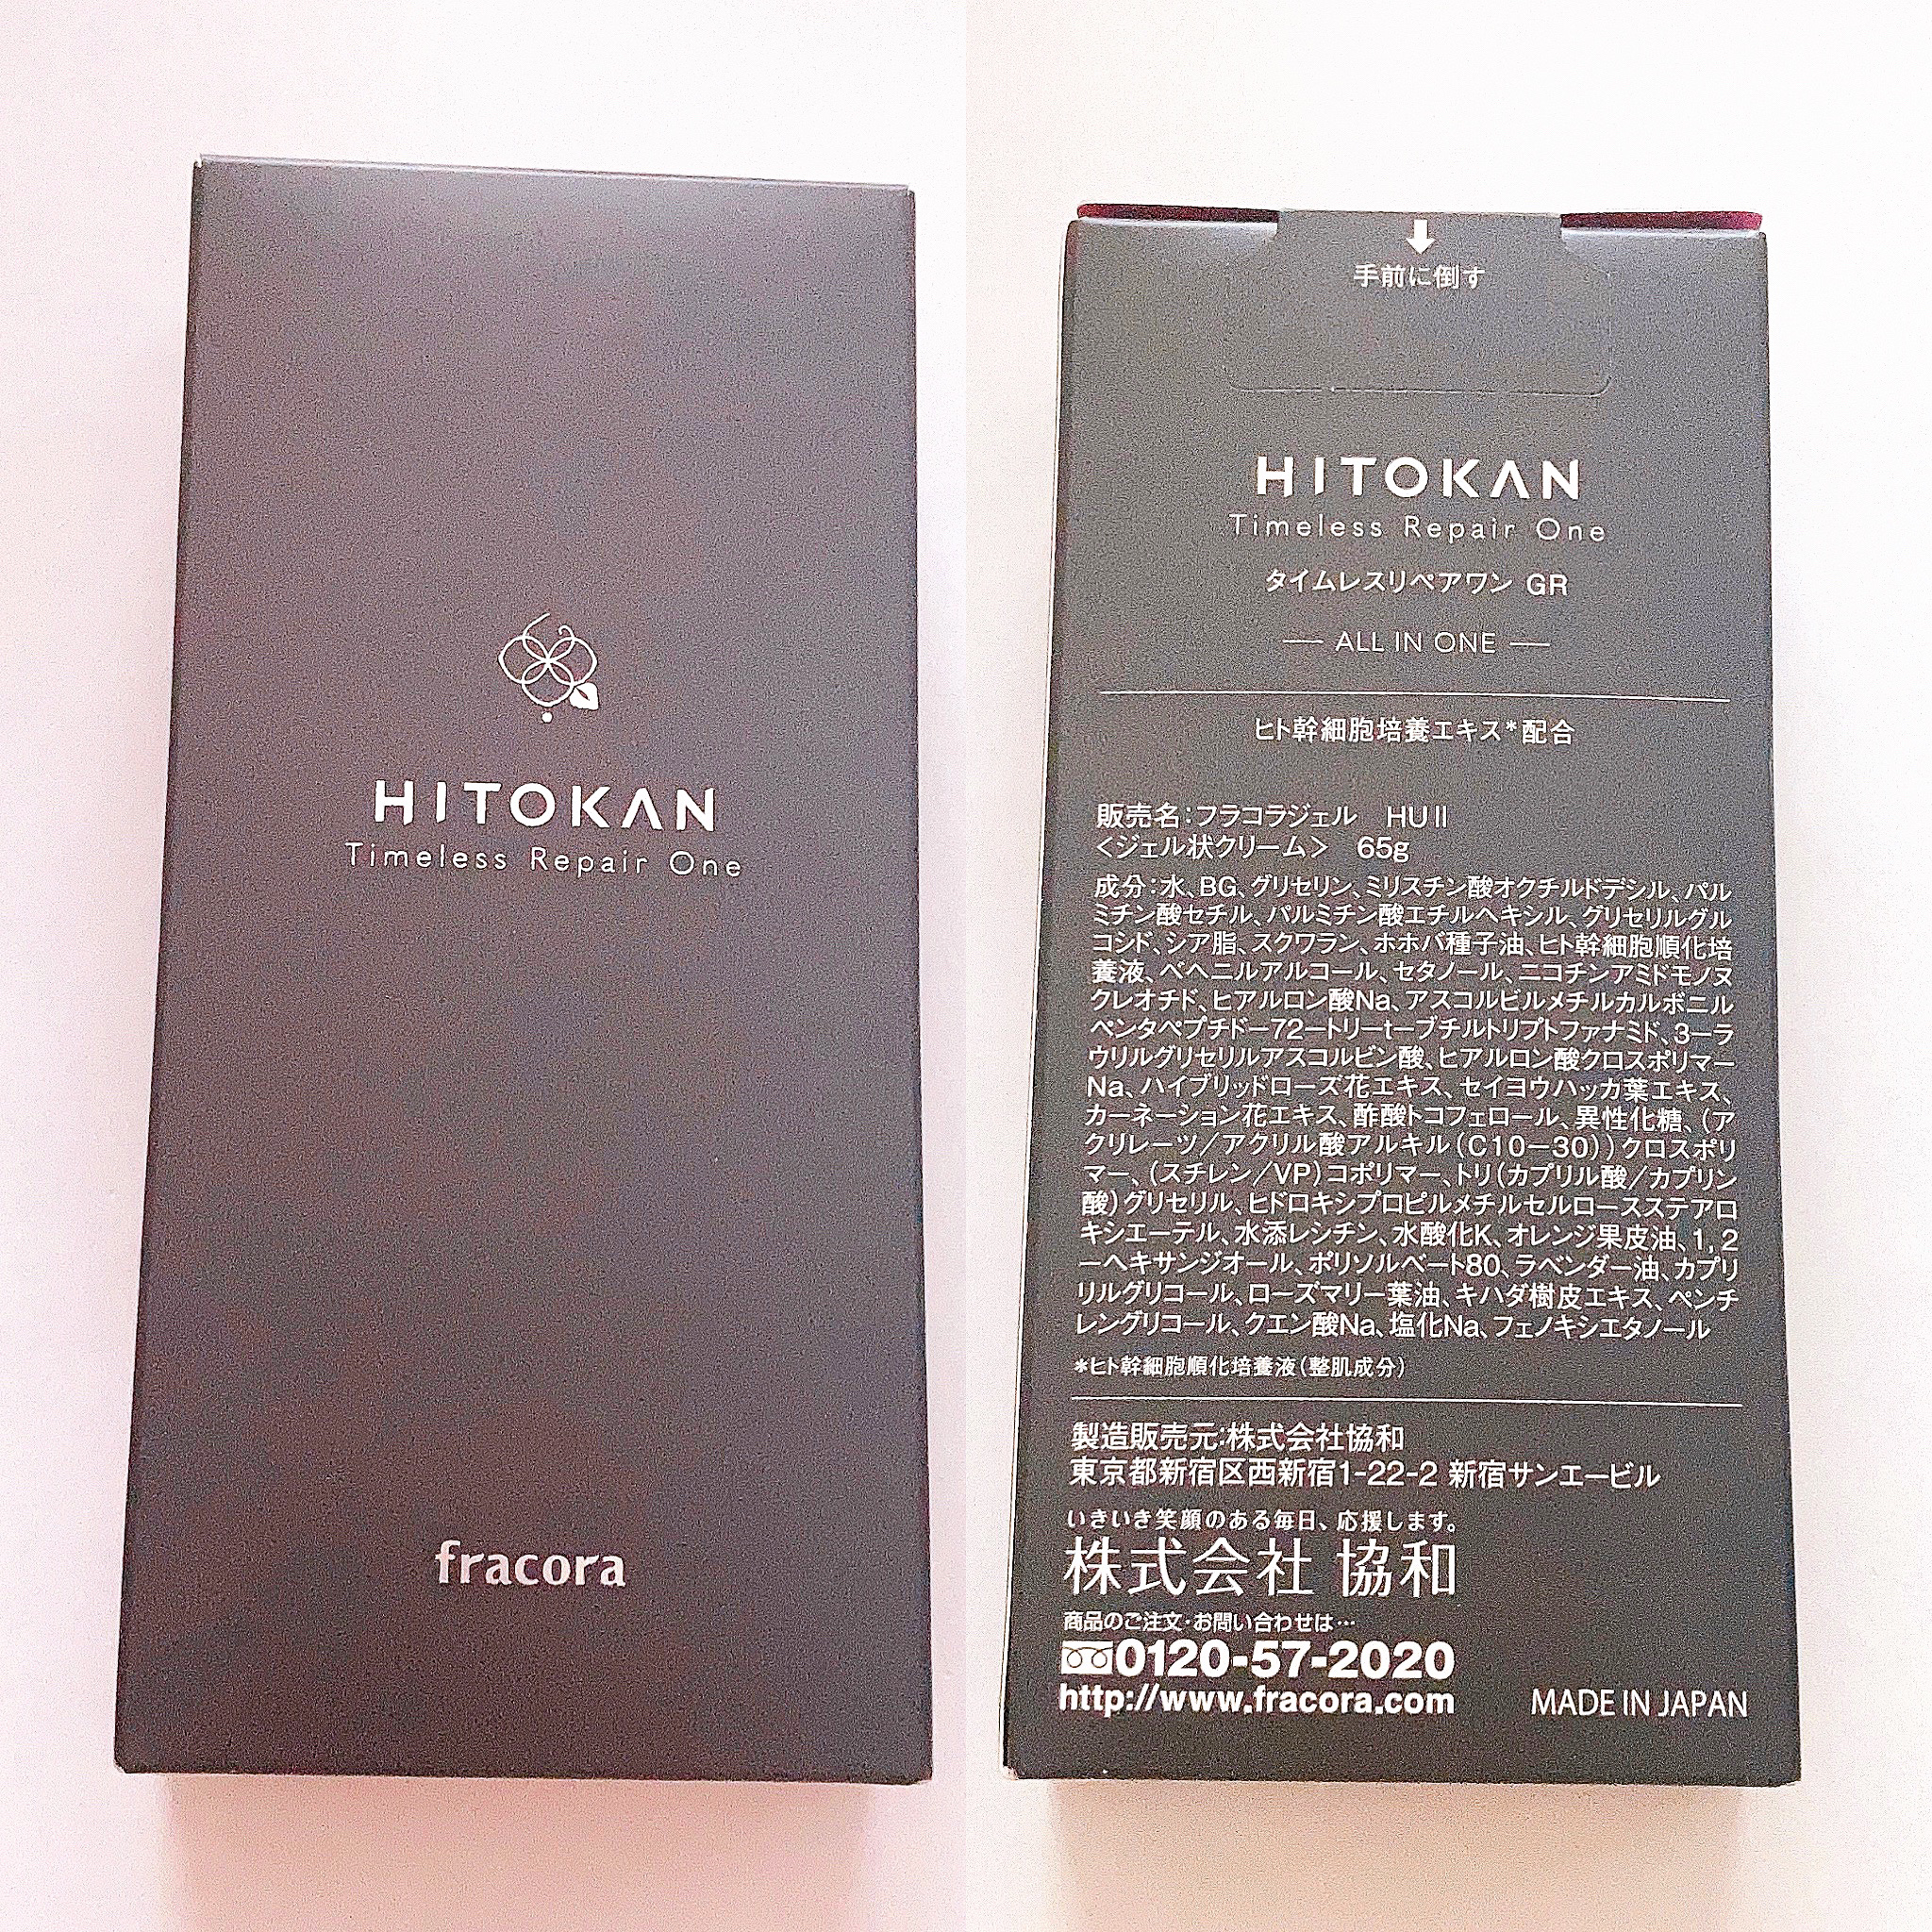 HITOKAN
Timeless Repair One
fracora
手前に倒す
HITOKAN
Timeless Repair One
タイムレスリペアワン GR
ALL IN ONE
ヒト幹細胞培養エキス*配合
販売名：フラコラジェル HUⅡ
<ジェル状クリーム> 65g
成分：水、BG、グリセリン、ミリスチン酸オクチルドデシル、パル
ミチン酸セチル、パルミチン酸エチルヘキシル、グリセリルグル
コシド、シア脂、スクワラン、ホホバ種子油、ヒト幹細胞順化培
養液、ベヘニルアルコール、セタノール、ニコチンアミドモノヌ
クレオチド、ヒアルロン酸Na、アスコルビルメチルカルボニル
ペンタペプチドー72ートリーtーブチルトリプトファナミド、3ーラ
ウリルグリセリルアスコルビン酸、ヒアルロン酸クロスポリマー
Na、ハイブリッドローズ花エキス、セイヨウハッカ葉エキス、
カーネーション花エキス、酢酸トコフェロール、異性化糖、（ア
クリレーツ／アクリル酸アルキル（C10ー30））クロスポリ
マー、（スチレン／VP）コポリマー、トリ（カプリル酸／カプリン
酸）グリセリル、ヒドロキシプロピルメチルセルロースステアロ
キシエーテル、水添レシチン、水酸化K、オレンジ果皮油、1，2
ーヘキサンジオール、ポリソルベート80、ラベンダー油、カプリ
リルグリコール、ローズマリー葉油、キハダ樹皮エキス、ペンチ
レングリコール、クエン酸Na、塩化Na、フェノキシエタノール
*ヒト幹細胞順化培養液（整肌成分）
製造販売元：株式会社協和
東京都新宿区西新宿1-22-2 新宿サンエービル
いきいき笑顔のある毎日、応援します。
株式会社 協和
商品のご注文・お問い合わせは…
0120-57-2020
http://www.fracora.com
MADE IN JAPAN